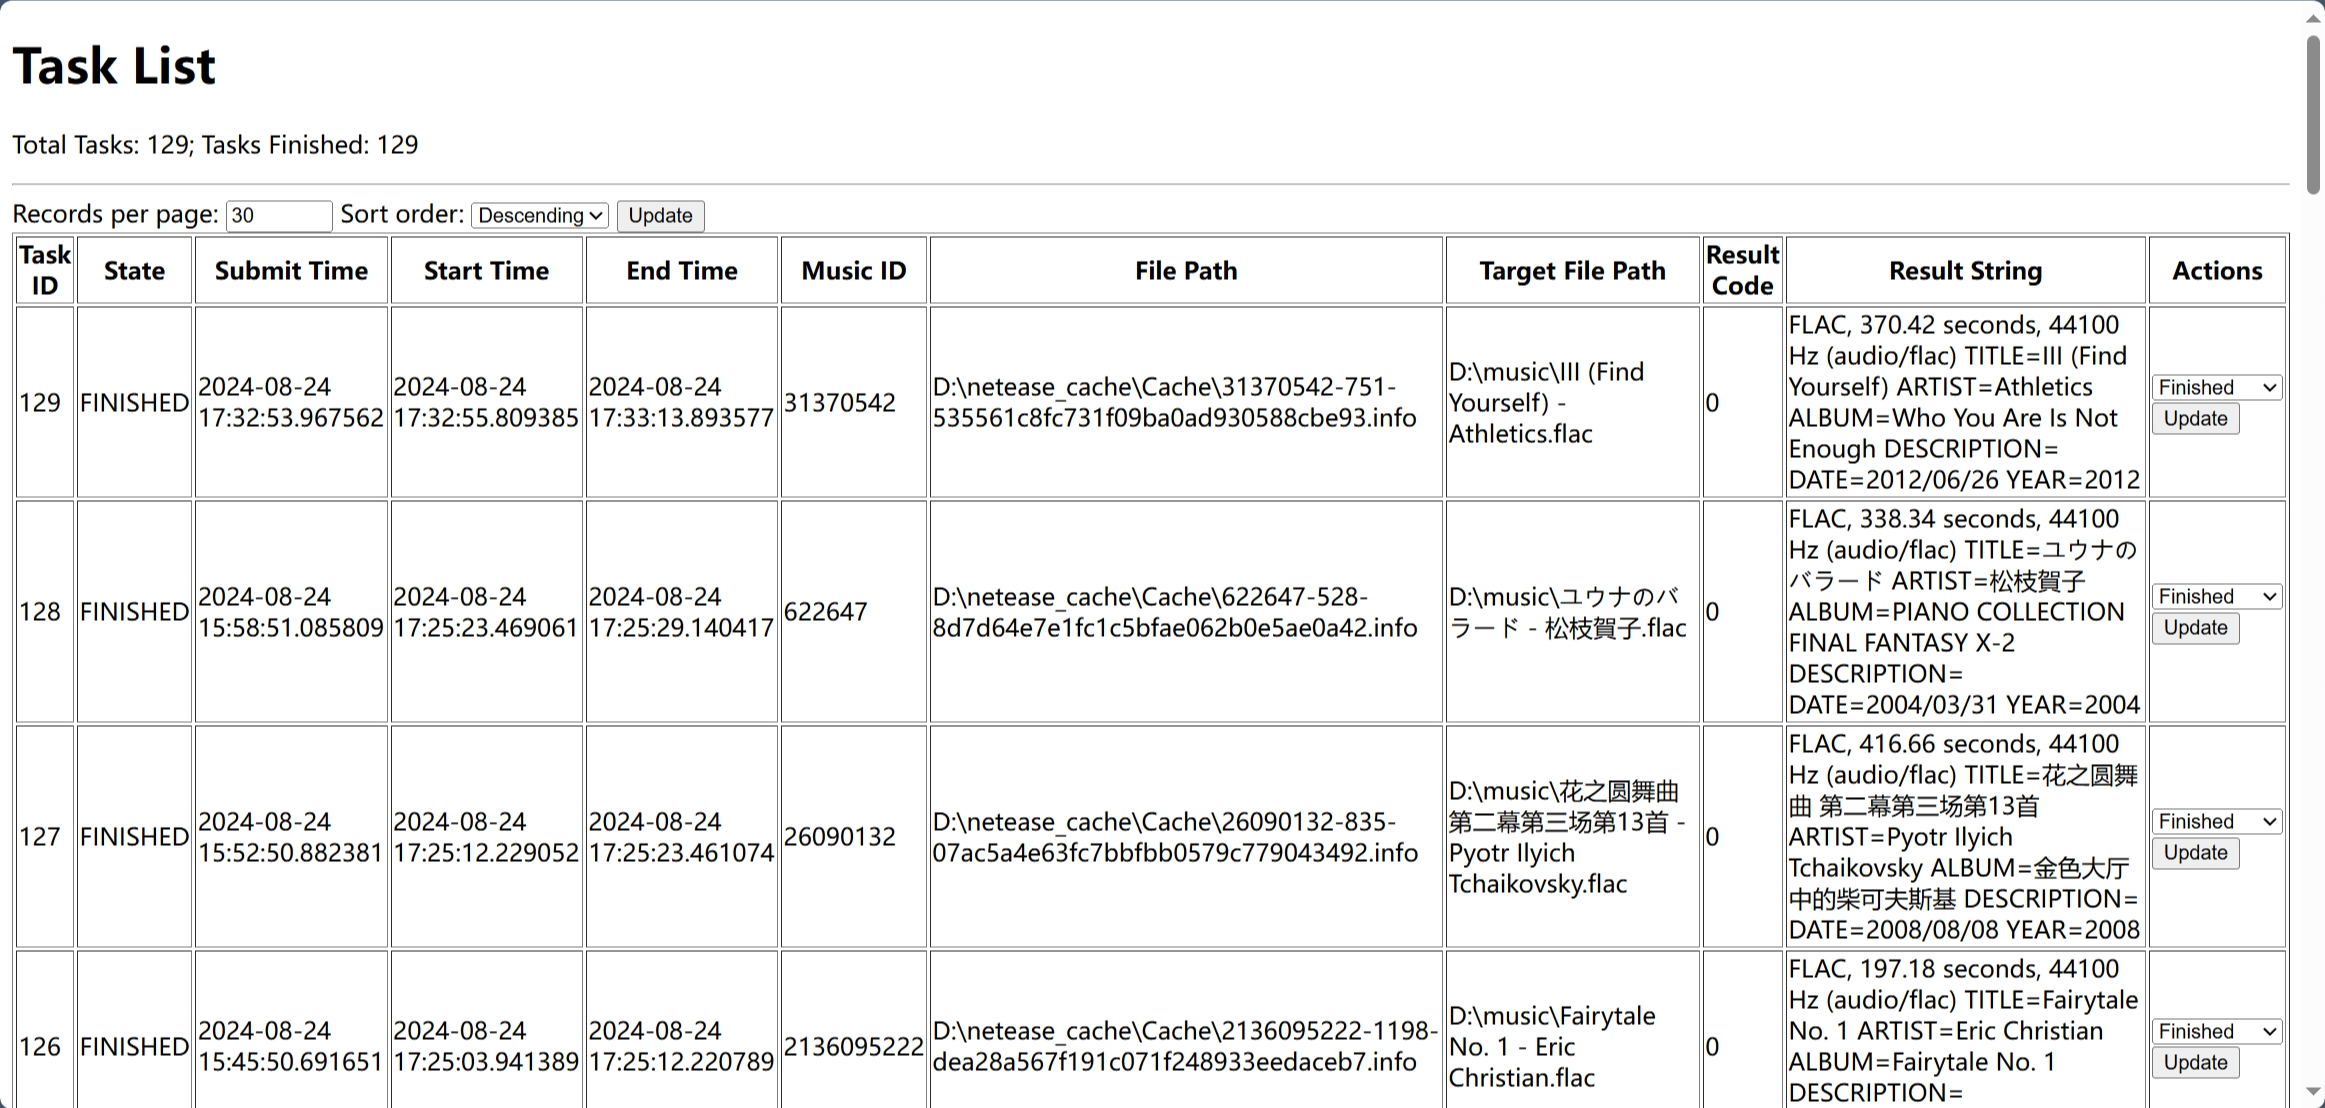 Task List
Total Tasks: 129; Tasks Finished: 129
Records per page: 30 Sort order: Descending Update
Task ID State Submit Time Start Time End Time Music ID File Path Target File Path Result Code Result String Actions
129
FINISHED
2024-08-24
17:32:53.967562
2024-08-24
17:32:55.809385
2024-08-24
17:33:13.893577
31370542
D:\netease_cache\Cache\31370542-751-
535561c8fc731f09ba0ad930588cbe93.info
D:\music\III (Find
Yourself) -
Athletics.flac
0
FLAC, 370.42 seconds, 44100
Hz (audio/flac) TITLE=III (Find
Yourself) ARTIST=Athletics
ALBUM=Who You Are Is Not
Enough DESCRIPTION=
DATE=2012/06/26 YEAR=2012
Finished
Update
128
FINISHED
2024-08-24
15:58:51.085809
2024-08-24
17:25:23.469061
2024-08-24
17:25:29.140417
622647
D:\netease_cache\Cache\622647-528-
8d7d64e7e1fc1c5bfae062b0e5ae0a42.info
D:\music\ユウナのバ
ラード - 松枝賀子.flac
0
FLAC, 338.34 seconds, 44100
Hz (audio/flac) TITLE=ユウナの
バラード ARTIST=松枝賀子
ALBUM=PIANO COLLECTION
FINAL FANTASY X-2
DESCRIPTION=
DATE=2004/03/31 YEAR=2004
Finished
Update
127
FINISHED
2024-08-24
15:52:50.882381
2024-08-24
17:25:12.229052
2024-08-24
17:25:23.461074
26090132
D:\netease_cache\Cache\26090132-835-
07ac5a4e63fc7bbfbb0579c779043492.info
D:\music\花之圆舞曲
第二幕第三场第13首 -
Pyotr Ilyich
Tchaikovsky.flac
0
FLAC, 416.66 seconds, 44100
Hz (audio/flac) TITLE=花之圆舞
曲 第二幕第三场第13首
ARTIST=Pyotr Ilyich
Tchaikovsky ALBUM=金色大厅
中的柴可夫斯基 DESCRIPTION=
DATE=2008/08/08 YEAR=2008
Finished
Update
126
FINISHED
2024-08-24
15:45:50.691651
2024-08-24
17:25:03.941389
2024-08-24
17:25:12.220789
2136095222
D:\netease_cache\Cache\2136095222-1198-
dea28a567f191c071f248933eedaceb7.info
D:\music\Fairytale
No. 1 - Eric
Christian.flac
0
FLAC, 197.18 seconds, 44100
Hz (audio/flac) TITLE=Fairytale
No. 1 ARTIST=Eric Christian
ALBUM=Fairytale No. 1
DESCRIPTION=
Finished
Update